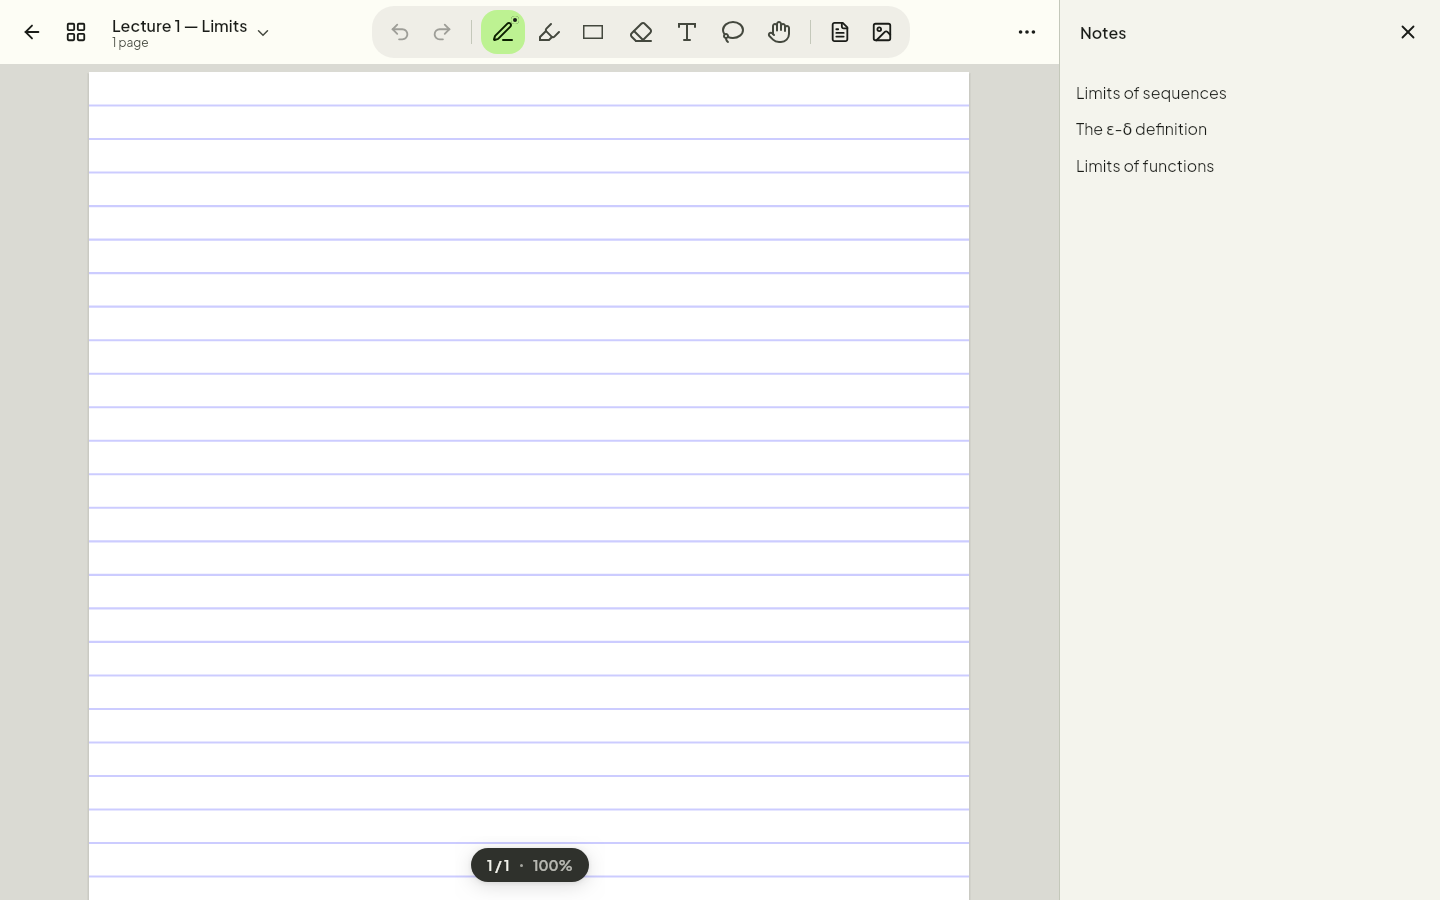 Lecture 1 — Limits
1 page
Notes
Limits of sequences
The ε-δ definition
Limits of functions
1 / 1 · 100%